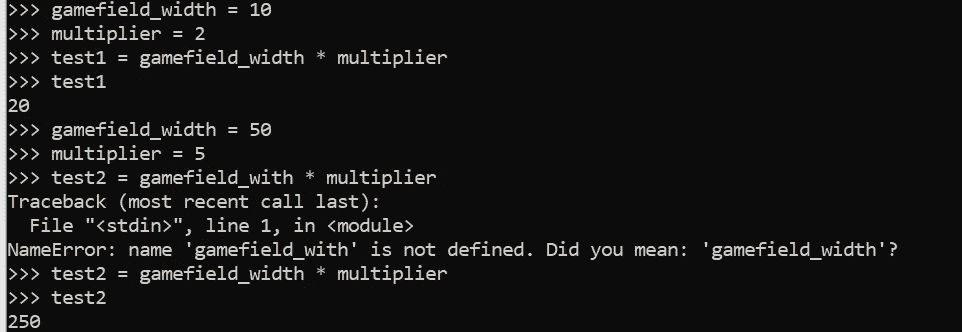 >>> gamefield_width = 10
>>> multiplier = 2
>>> test1 = gamefield_width * multiplier
>>> test1
20
>>> gamefield_width = 50
>>> multiplier = 5
>>> test2 = gamefield_with * multiplier
Traceback (most recent call last):
  File "<stdin>", line 1, in <module>
NameError: name 'gamefield_with' is not defined. Did you mean: 'gamefield_width'?
>>> test2 = gamefield_width * multiplier
>>> test2
250